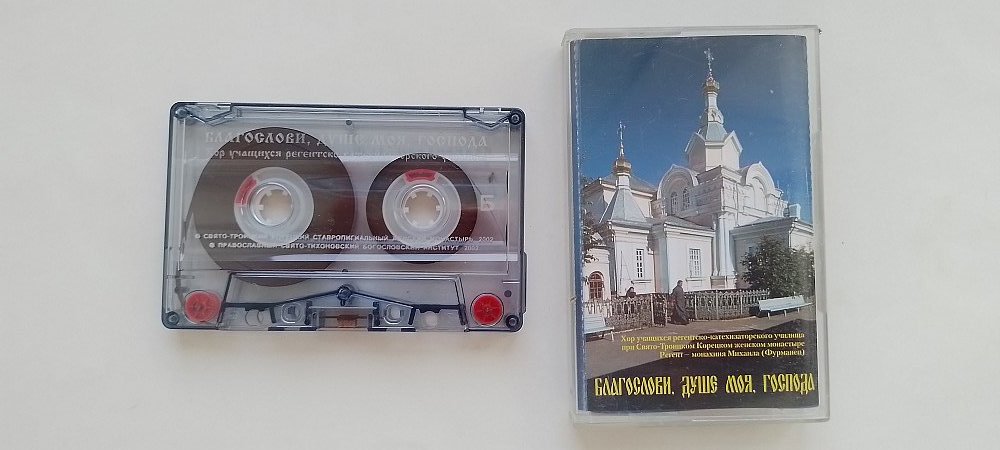 БЛАГОСЛОВИ, ДУШЕ МОЯ, ГОСПОДА
Хор учащихся регентско-
Б
© СВЯТО-ТРОИЦКИЙ СТАВРОПИГИАЛЬНЫЙ МОНАСТЫРЬ 2002
℗ ПРАВОСЛАВНЫЙ СВЯТО-ТИХОНОВСКИЙ БОГОСЛОВСКИЙ ИНСТИТУТ 2002
Хор учащихся регентско-катехизаторского училища
при Свято-Троицком Корецком женском монастыре
Регент – монахиня Михаила (Фурманец)
БЛАГОСЛОВИ, ДУШЕ МОЯ, ГОСПОДА